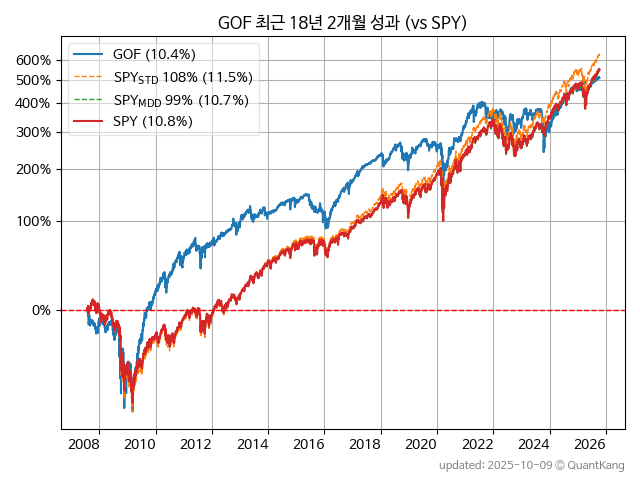 GOF 최근 18년 2개월 성과 (vs SPY)
GOF (10.4%)
SPY_STD 108% (11.5%)
SPY_MDD 99% (10.7%)
SPY (10.8%)
600%
500%
400%
300%
200%
100%
0%
2008 2010 2012 2014 2016 2018 2020 2022 2024 2026
updated: 2025-10-09 © QuantKang